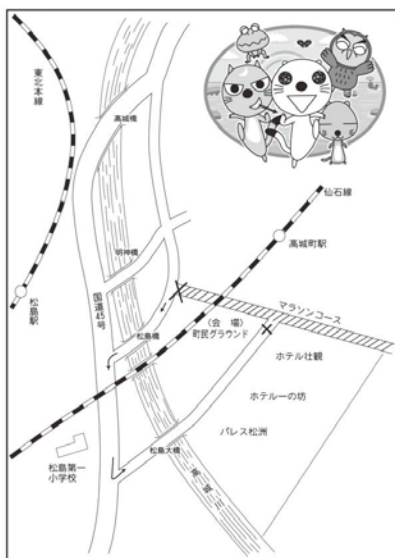 東北本線
高城橋
仙石線
高城町駅
明神橋
松島駅
国道45号
マラソンコース
〈会 場〉
町民グラウンド
松島橋
ホテル壮観
ホテル一の坊
パレス松洲
松島第一
小学校
松島大橋
高城川